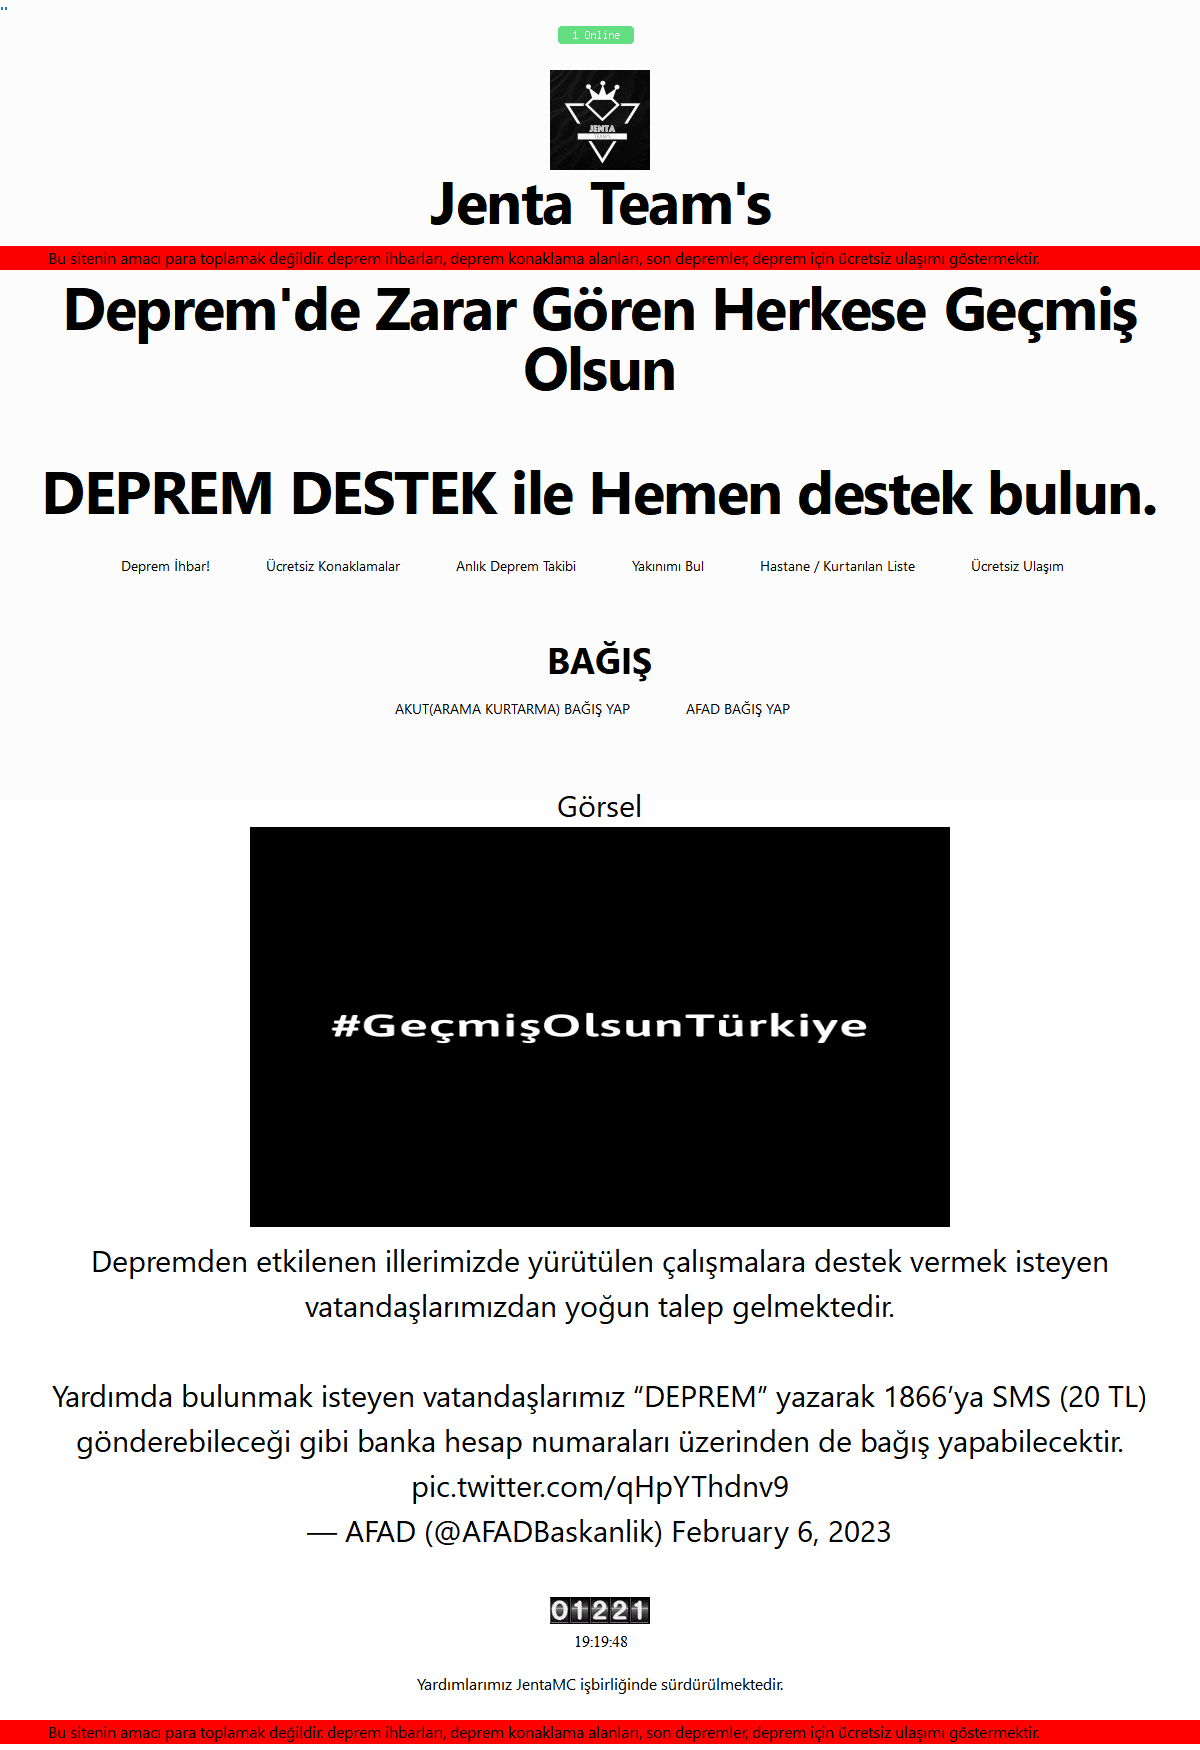 1 Online
JENTA
TEAM'S
Jenta Team's
Bu sitenin amacı para toplamak değildir. deprem ihbarları, deprem konaklama alanları, son depremler, deprem için ücretsiz ulaşımı göstermektir.
Deprem'de Zarar Gören Herkese Geçmiş
Olsun
DEPREM DESTEK ile Hemen destek bulun.
Deprem İhbar! Ücretsiz Konaklamalar Anlık Deprem Takibi Yakınımı Bul Hastane / Kurtarılan Liste Ücretsiz Ulaşım
BAĞIŞ
AKUT(ARAMA KURTARMA) BAĞIŞ YAP AFAD BAĞIŞ YAP
Görsel
#GeçmişOlsunTürkiye
Depremden etkilenen illerimizde yürütülen çalışmalara destek vermek isteyen
vatandaşlarımızdan yoğun talep gelmektedir.
Yardımda bulunmak isteyen vatandaşlarımız “DEPREM” yazarak 1866’ya SMS (20 TL)
gönderebileceği gibi banka hesap numaraları üzerinden de bağış yapabilecektir.
pic.twitter.com/qHpYThdnv9
— AFAD (@AFADBaskanlik) February 6, 2023
01221
19:19:48
Yardımlarımız JentaMC işbirliğinde sürdürülmektedir.
Bu sitenin amacı para toplamak değildir. deprem ihbarları, deprem konaklama alanları, son depremler, deprem için ücretsiz ulaşımı göstermektir.